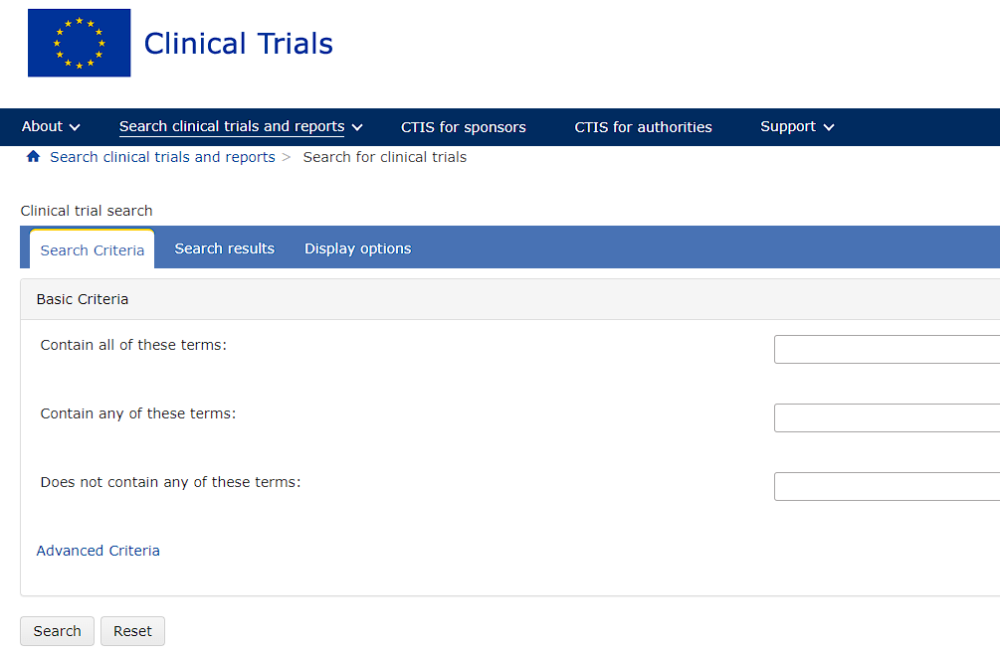 Clinical Trials
About Search clinical trials and reports CTIS for sponsors CTIS for authorities Support
Search clinical trials and reports > Search for clinical trials
Clinical trial search
Search Criteria Search results Display options
Basic Criteria
Contain all of these terms:
Contain any of these terms:
Does not contain any of these terms:
Advanced Criteria
Search Reset